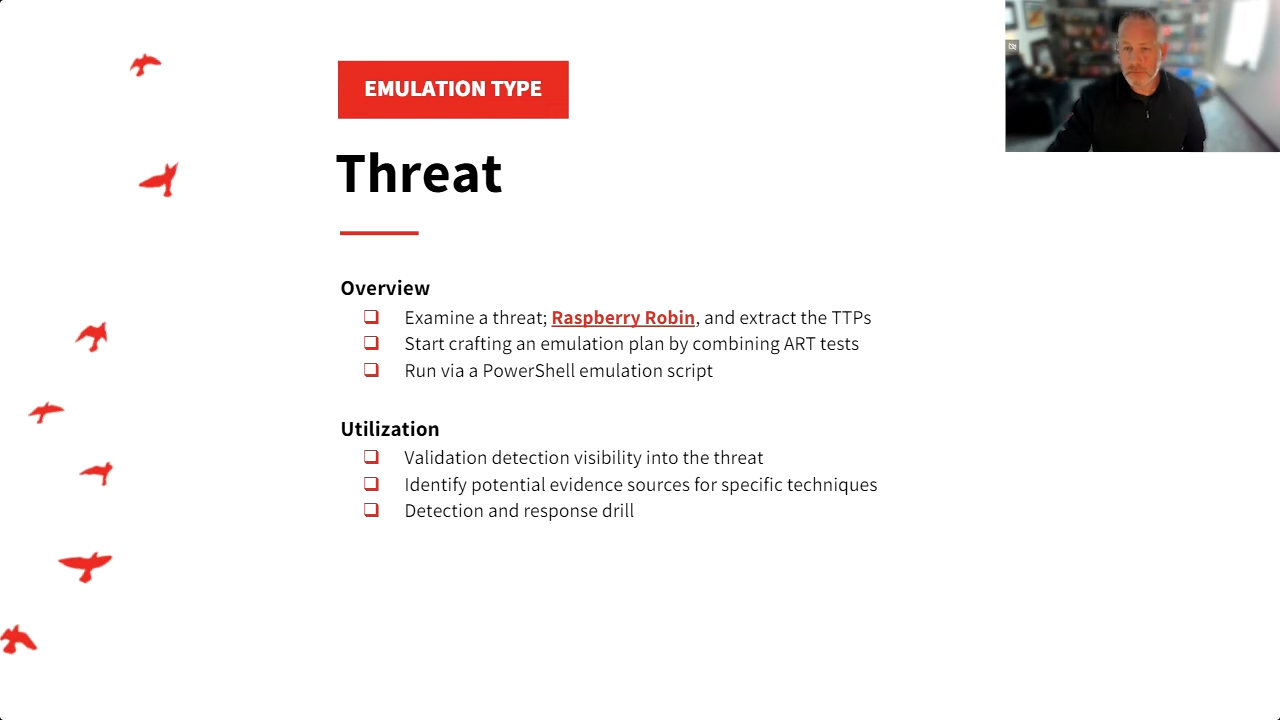 EMULATION TYPE
Threat
Overview
Examine a threat; Raspberry Robin, and extract the TTPs
Start crafting an emulation plan by combining ART tests
Run via a PowerShell emulation script
Utilization
Validation detection visibility into the threat
Identify potential evidence sources for specific techniques
Detection and response drill